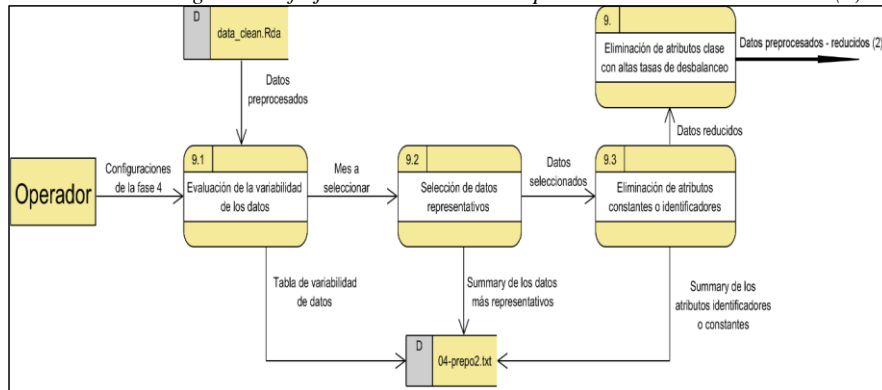 D
data_clean.Rda
Datos
preprocesados
9.
Eliminación de atributos clase
con altas tasas de desbalanceo
Datos preprocesados - reducidos (2)
Datos reducidos
Operador
Configuraciones
de la fase 4
9.1
Evaluación de la variabilidad
de los datos
Mes a
seleccionar
9.2
Selección de datos
representativos
Datos
seleccionados
9.3
Eliminación de atributos
constantes o identificadores
Tabla de variabilidad
de datos
Summary de los datos
más representativos
Summary de los
atributos identificadores
o constantes
D
04-prepo2.txt